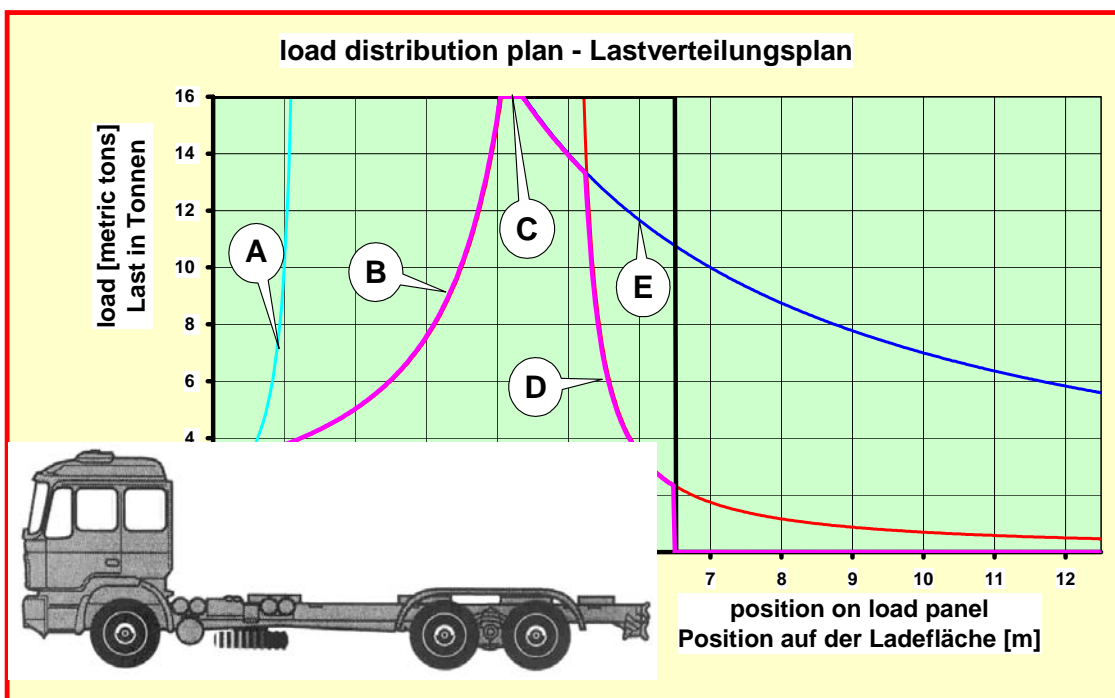 load distribution plan - Lastverteilungsplan
load [metric tons]
Last in Tonnen
16
14
12
10
8
6
4
A
B
C
D
E
7 8 9 10 11 12
position on load panel
Position auf der Ladefläche [m]